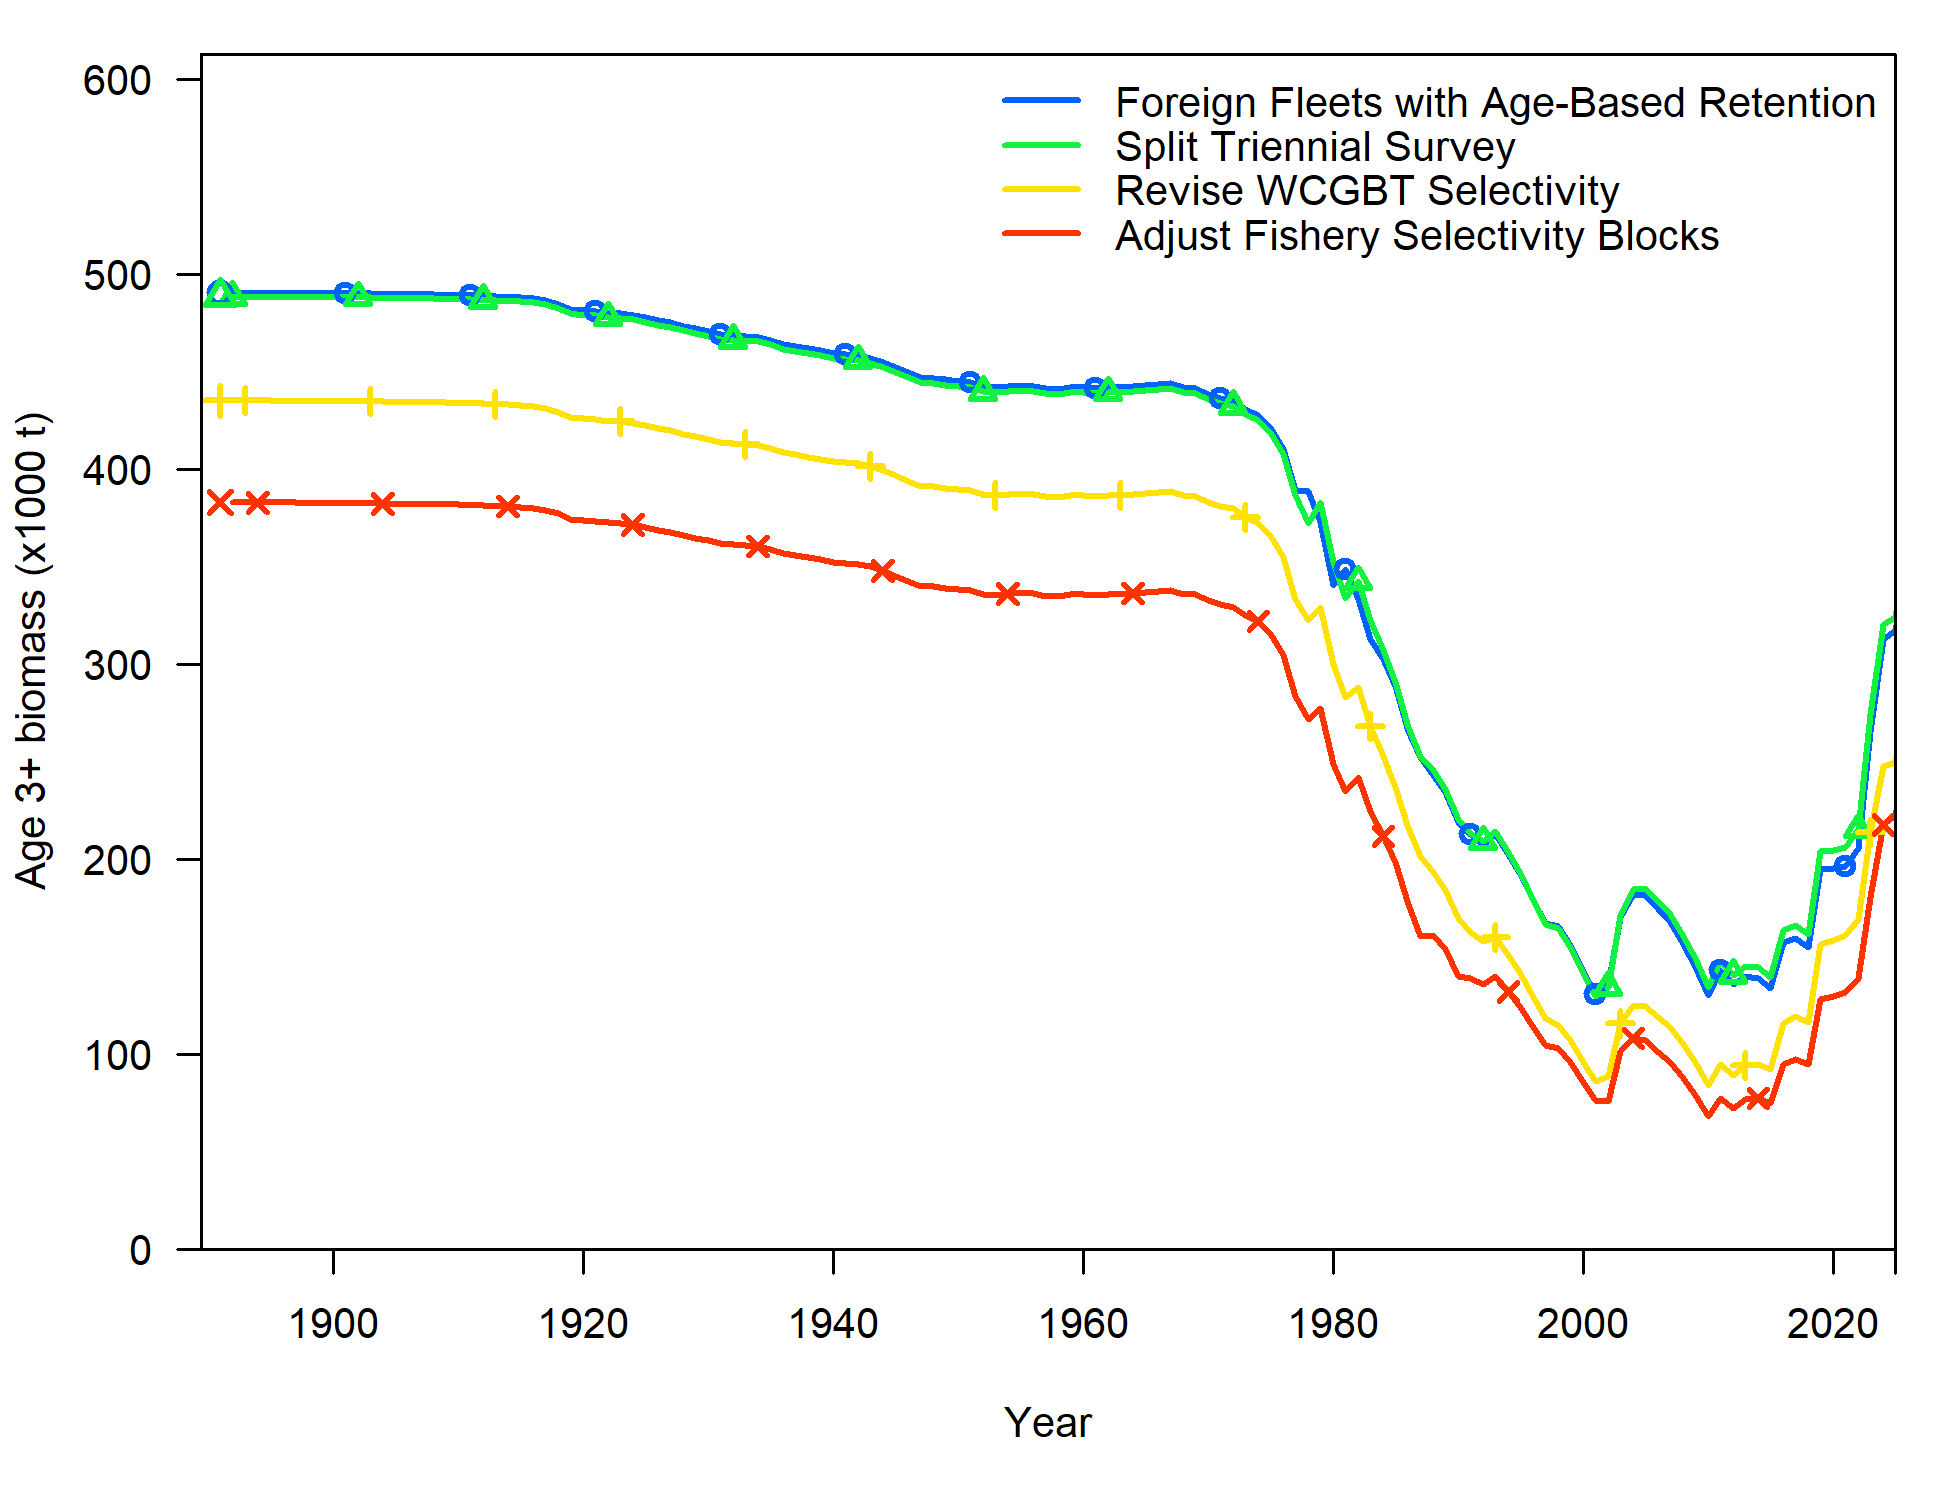 600
500
400
300
200
100
0
Age 3+ biomass (x1000 t)
Foreign Fleets with Age-Based Retention
Split Triennial Survey
Revise WCGBT Selectivity
Adjust Fishery Selectivity Blocks
1900 1920 1940 1960 1980 2000 2020
Year